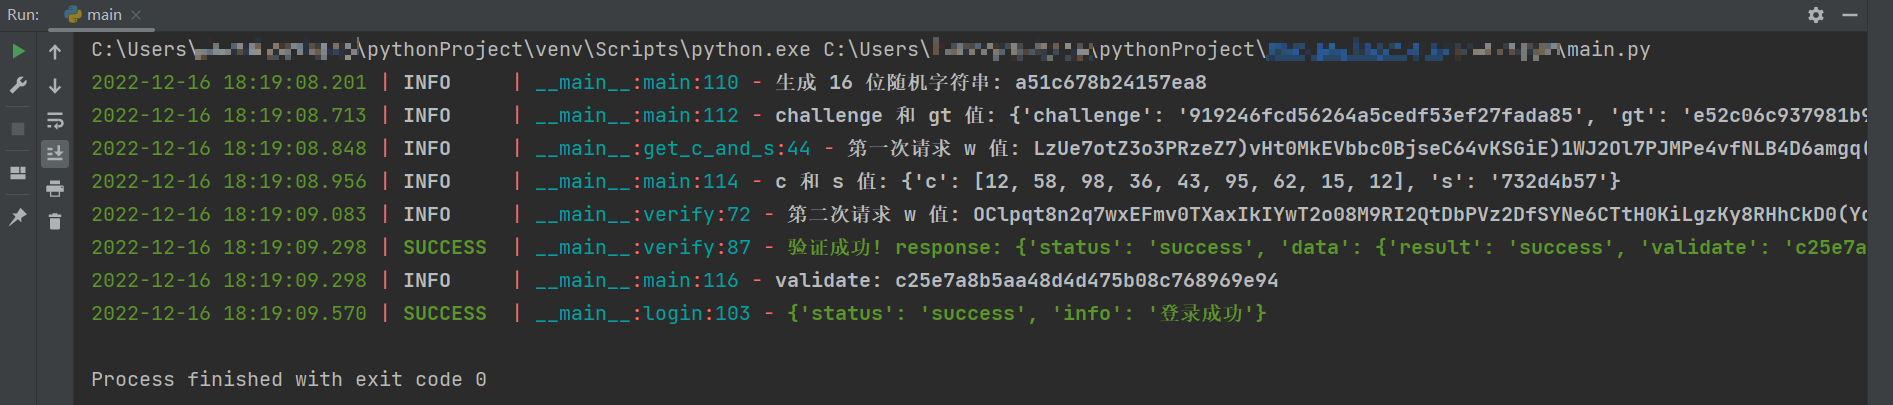 Run: main
C:\Users\ \pythonProject\venv\Scripts\python.exe C:\Users\ \pythonProject\ \main.py
2022-12-16 18:19:08.201 | INFO | __main__:main:110 - 生成 16 位随机字符串: a51c678b24157ea8
2022-12-16 18:19:08.713 | INFO | __main__:main:112 - challenge 和 gt 值: {'challenge': '919246fcd56264a5cedf53ef27fada85', 'gt': 'e52c06c937981b9
2022-12-16 18:19:08.848 | INFO | __main__:get_c_and_s:44 - 第一次请求 w 值: LzUe7otZ3o3PRzeZ7)vHt0MkEVbbc0BjseC64vKSGiE)1WJ2Ol7PJMPe4vfNLB4D6amgq(
2022-12-16 18:19:08.956 | INFO | __main__:main:114 - c 和 s 值: {'c': [12, 58, 98, 36, 43, 95, 62, 15, 12], 's': '732d4b57'}
2022-12-16 18:19:09.083 | INFO | __main__:verify:72 - 第二次请求 w 值: OClpqt8n2q7wxEFmv0TXaxIkIYwT2o08M9RI2QtDbPVz2DfSYNe6CTtH0KiLgzKy8RHhCkD0(Yc
2022-12-16 18:19:09.298 | SUCCESS | __main__:verify:87 - 验证成功! response: {'status': 'success', 'data': {'result': 'success', 'validate': 'c25e7a
2022-12-16 18:19:09.298 | INFO | __main__:main:116 - validate: c25e7a8b5aa48d4d475b08c768969e94
2022-12-16 18:19:09.570 | SUCCESS | __main__:login:103 - {'status': 'success', 'info': '登录成功'}
Process finished with exit code 0